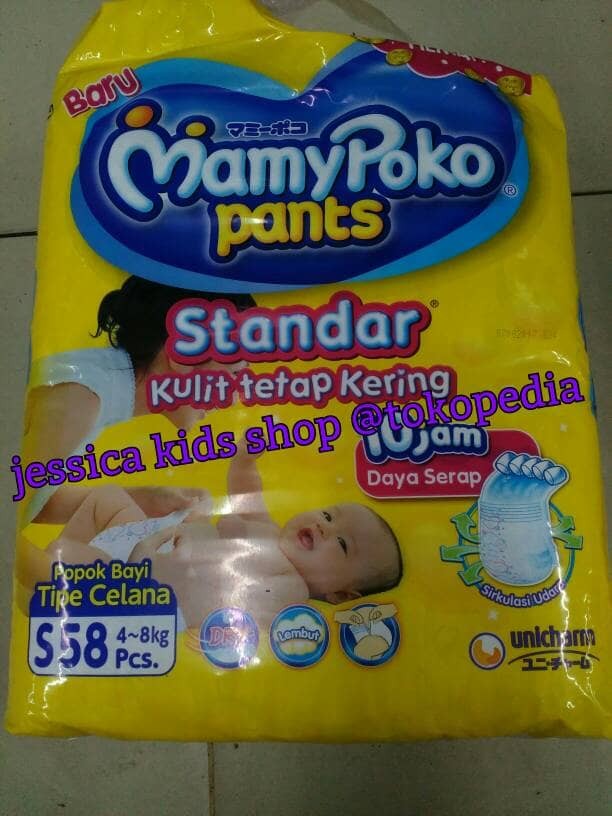 Baru
マミーポコ
MamyPoko®
pants
Standar®
Kulit tetap Kering
10 jam
Daya Serap
jessica kids shop @tokopedia
Sirkulasi Udara
Popok Bayi
Tipe Celana
S58 4~8kg
Pcs.
Lembut
unicharm
ユニ・チャーム